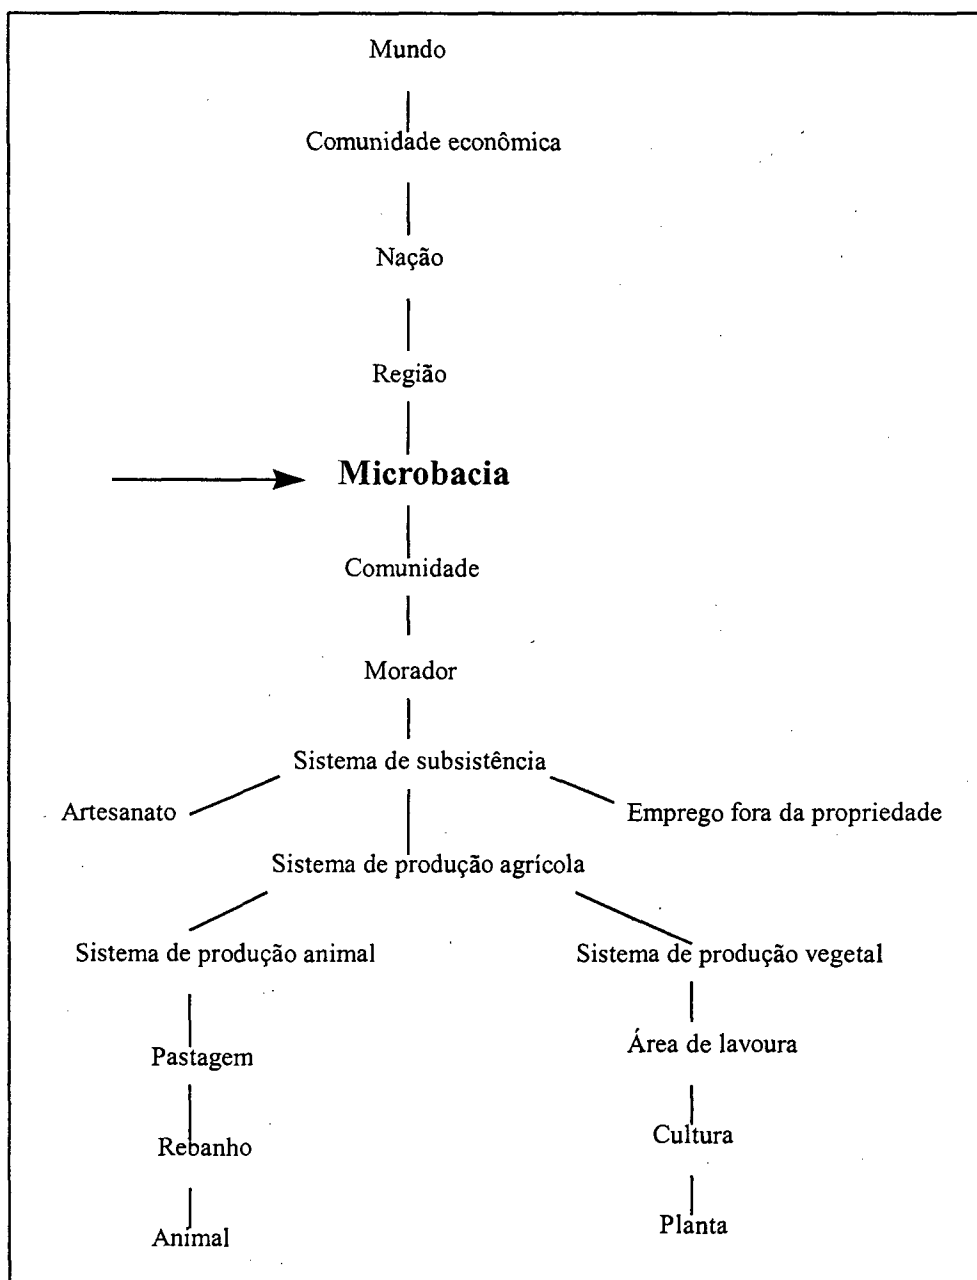 Mundo
Comunidade econômica
Nação
Região
Microbacia
Comunidade
Morador
Sistema de subsistência
Artesanato
Emprego fora da propriedade
Sistema de produção agrícola
Sistema de produção animal
Sistema de produção vegetal
Pastagem
Área de lavoura
Rebanho
Cultura
Animal
Planta